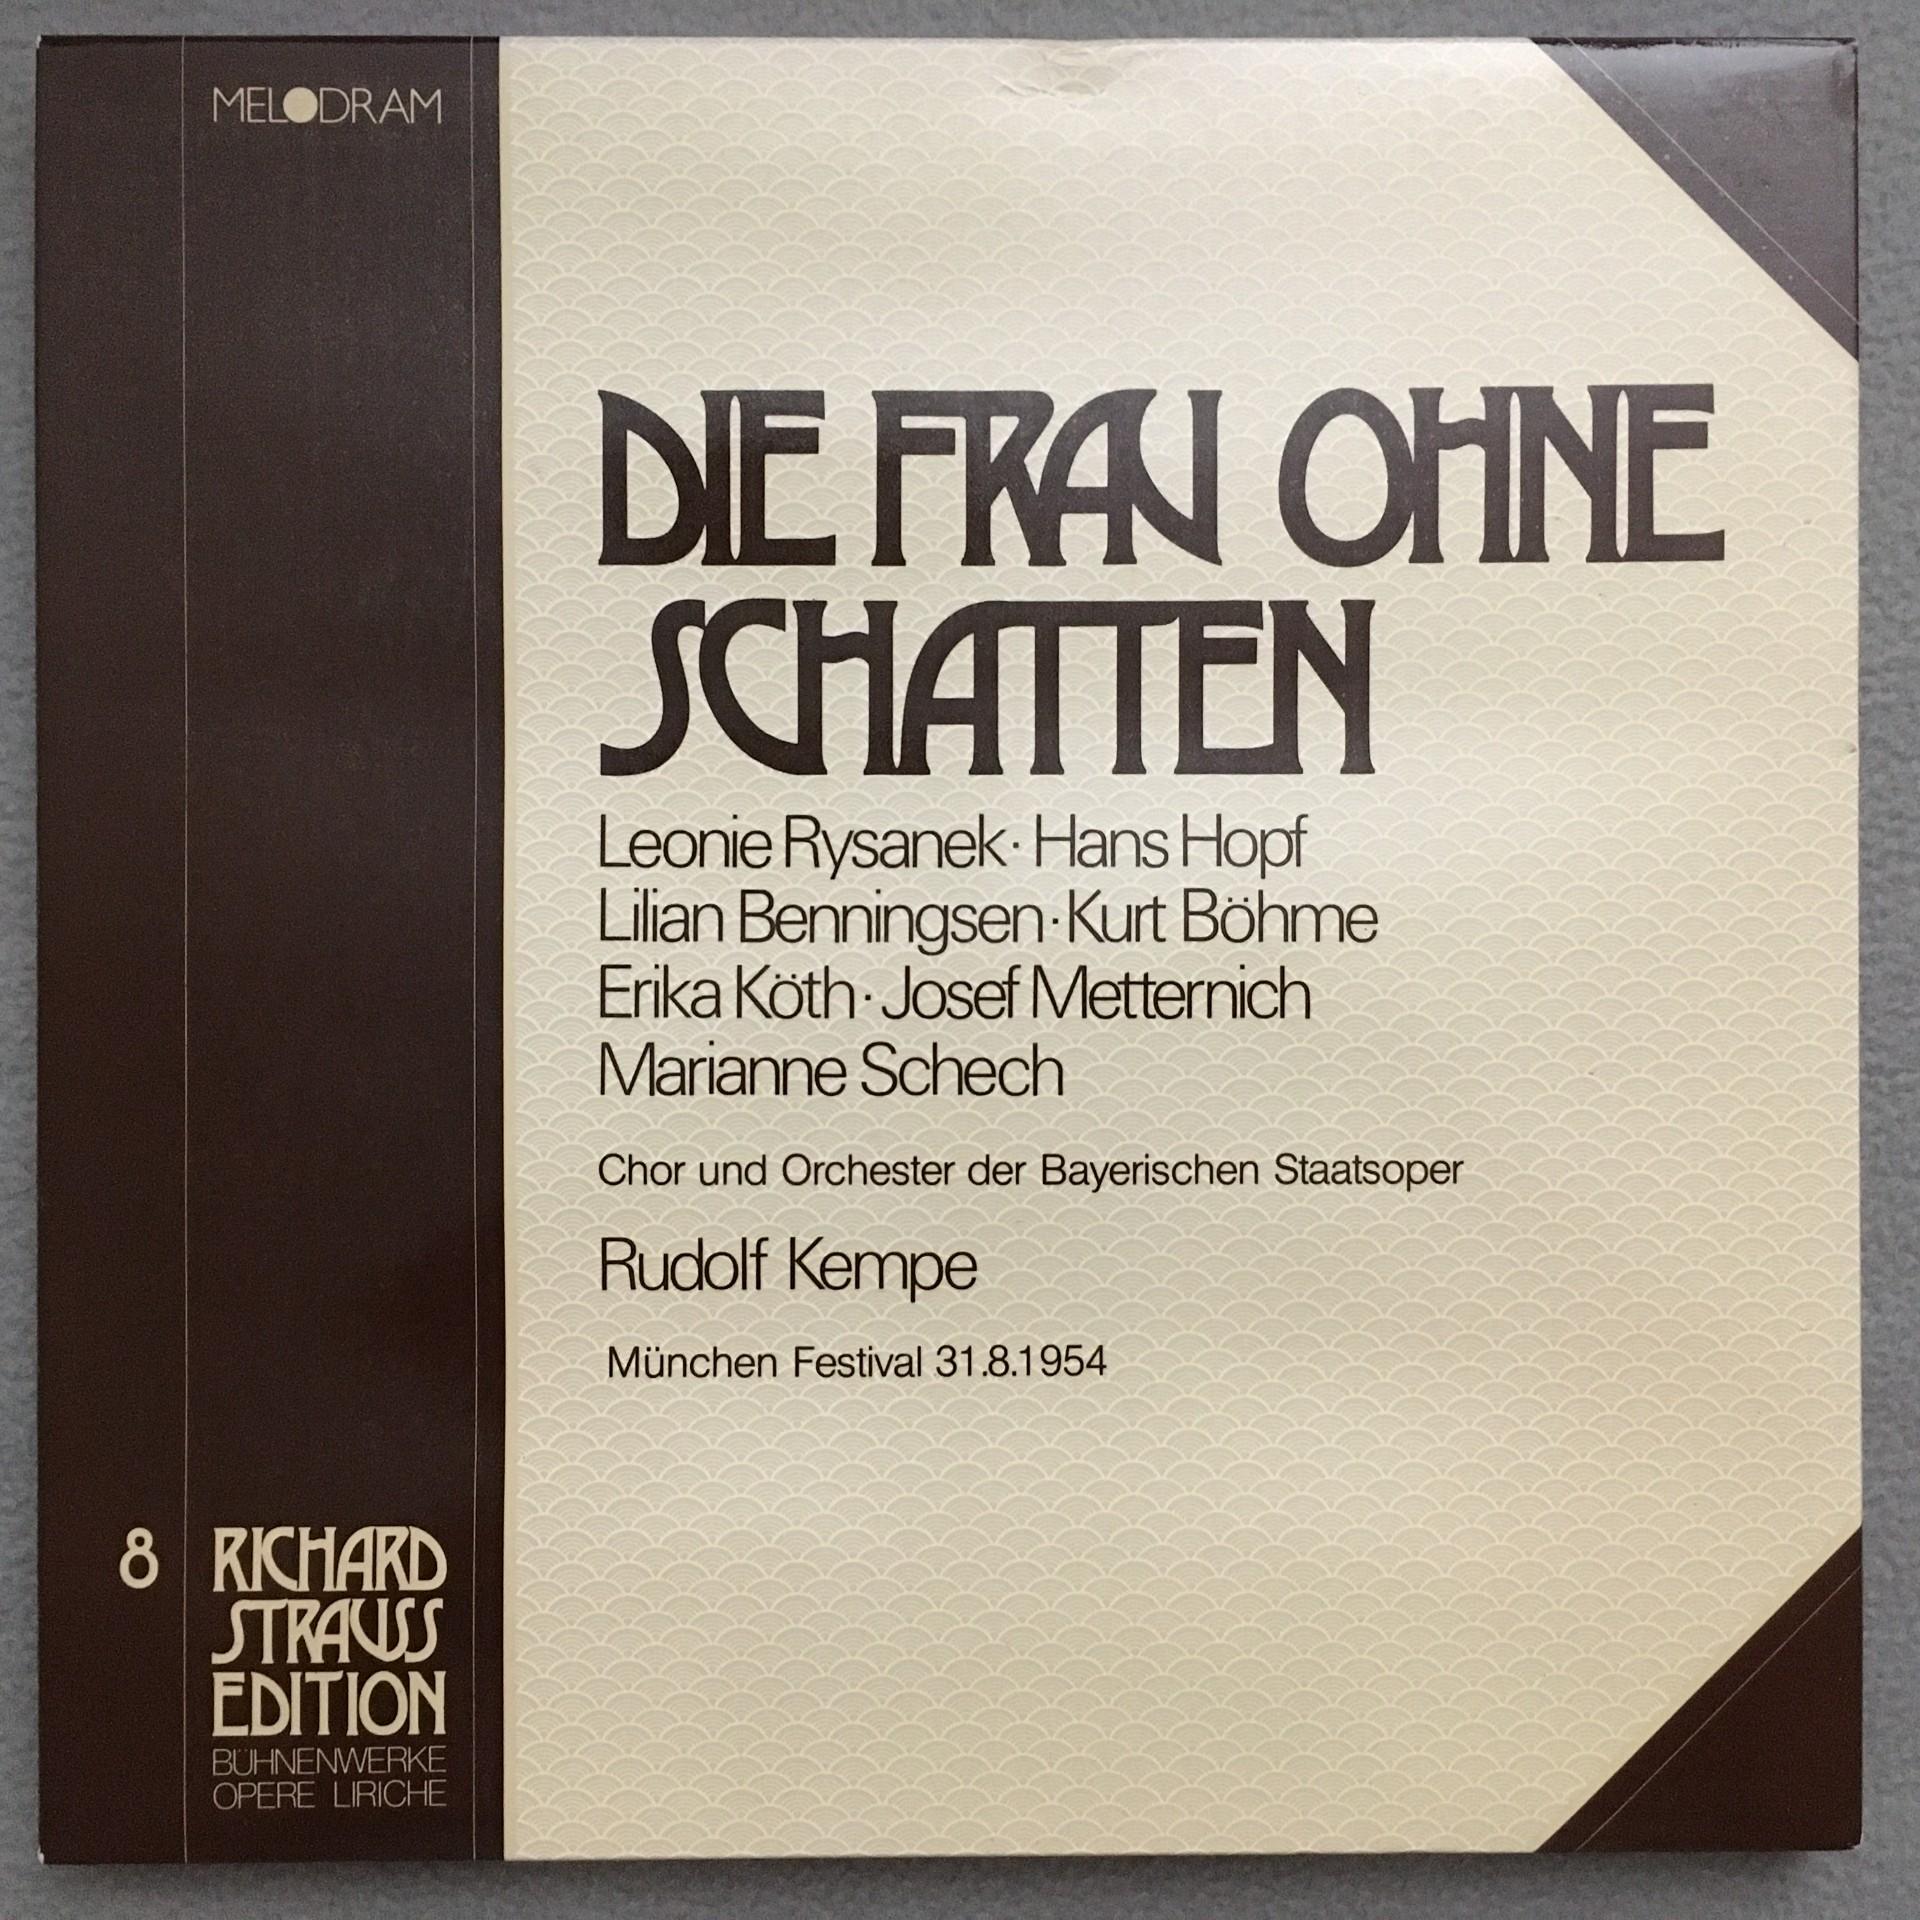 MELODRAM
DIE FRAU OHNE
SCHATTEN
Leonie Rysanek · Hans Hopf
Lilian Benningsen · Kurt Böhme
Erika Köth · Josef Metternich
Marianne Schech
Chor und Orchester der Bayerischen Staatsoper
Rudolf Kempe
München Festival 31.8.1954
8
RICHARD
STRAUSS
EDITION
BÜHNENWERKE
OPERE LIRICHE